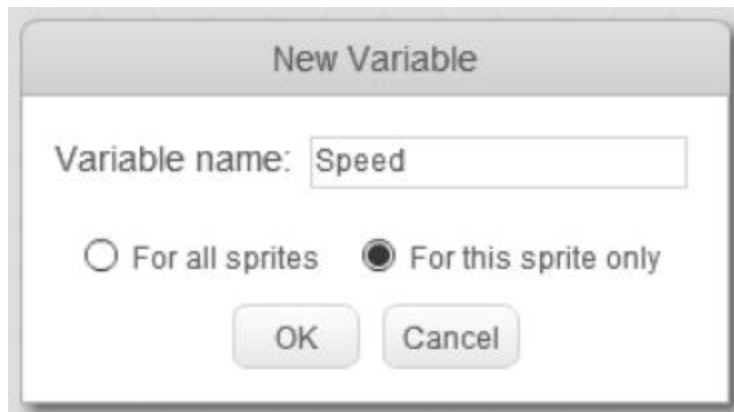 New Variable
Variable name: Speed
For all sprites For this sprite only
OK Cancel